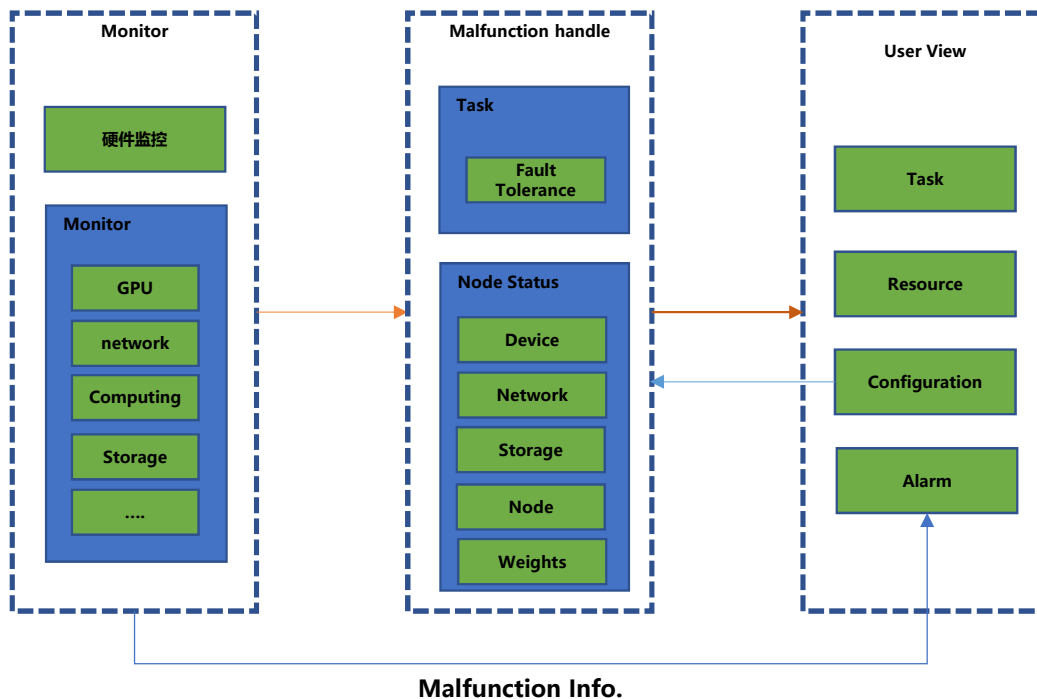 Monitor
硬件监控
Monitor
GPU
network
Computing
Storage
....
Malfunction handle
Task
Fault
Tolerance
Node Status
Device
Network
Storage
Node
Weights
User View
Task
Resource
Configuration
Alarm
Malfunction Info.